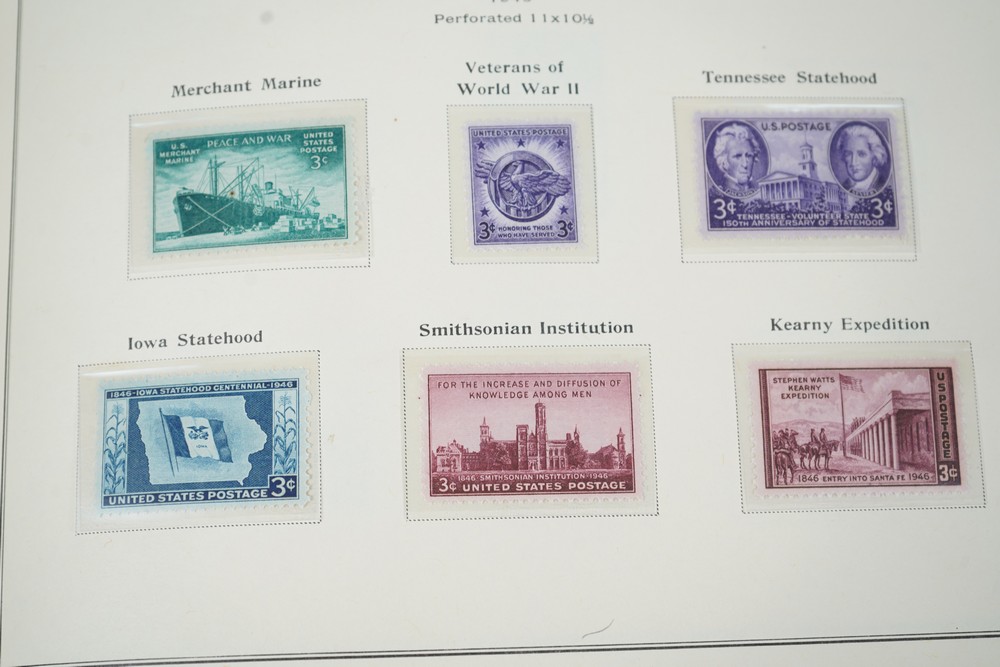 Perforated 11x10½
Merchant Marine
Veterans of
World War II
Tennessee Statehood
U.S.
MERCHANT
MARINE
PEACE AND WAR
UNITED
STATES
POSTAGE
3¢
UNITED STATES POSTAGE
3¢ HONORING THOSE
WHO HAVE SERVED 3¢
U.S. POSTAGE
3¢ 3¢
TENNESSEE-VOLUNTEER STATE
150TH ANNIVERSARY OF STATEHOOD
Iowa Statehood
Smithsonian Institution
Kearny Expedition
1846-IOWA STATEHOOD CENTENNIAL-1946
UNITED STATES POSTAGE 3¢
FOR THE INCREASE AND DIFFUSION OF
KNOWLEDGE AMONG MEN
1846 SMITHSONIAN INSTITUTION 1946
3¢ UNITED STATES POSTAGE
STEPHEN WATTS
KEARNY
EXPEDITION
US POSTAGE
1846-ENTRY INTO SANTA FE 1946 3¢